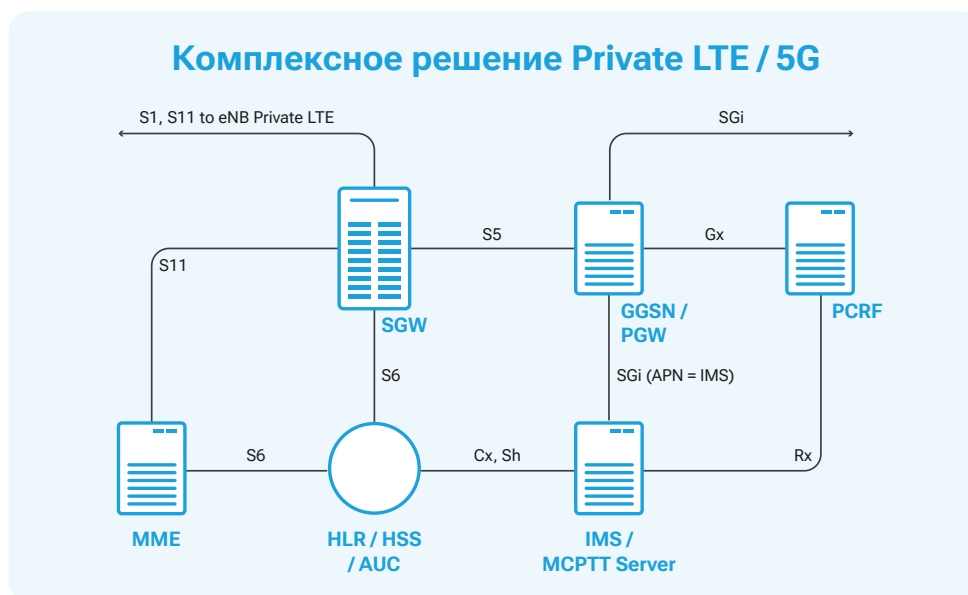 Комплексное решение Private LTE / 5G
S1, S11 to eNB Private LTE
SGi
S5
Gx
S11
SGW
GGSN /
PGW
PCRF
S6
SGi (APN = IMS)
S6
Cx, Sh
Rx
MME
HLR / HSS
/ AUC
IMS /
MCPTT Server